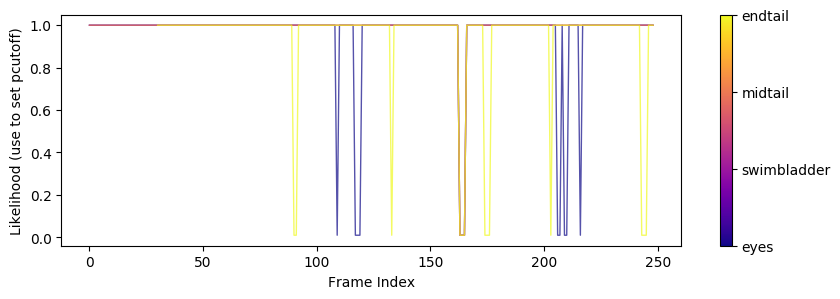 1.0
0.8
0.6
0.4
0.2
0.0
Likelihood (use to set pcutoff)
0
50
100
150
200
250
Frame Index
endtail
midtail
swimbladder
eyes